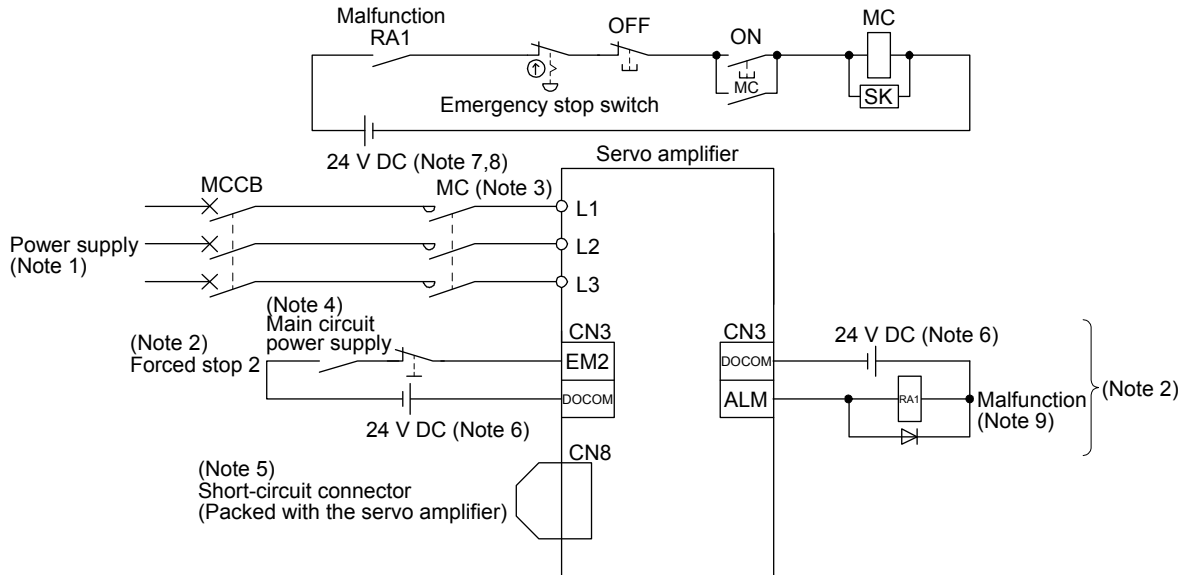 Malfunction
RA1
OFF
ON
MC
MC
SK
Emergency stop switch
24 V DC (Note 7,8)
Servo amplifier
MCCB
MC (Note 3)
L1
Power supply
(Note 1)
L2
L3
(Note 4)
Main circuit
power supply
(Note 2)
Forced stop 2
CN3
EM2
DOCOM
24 V DC (Note 6)
CN3
DOCOM
ALM
24 V DC (Note 6)
RA1
Malfunction
(Note 9)
(Note 2)
CN8
(Note 5)
Short-circuit connector
(Packed with the servo amplifier)